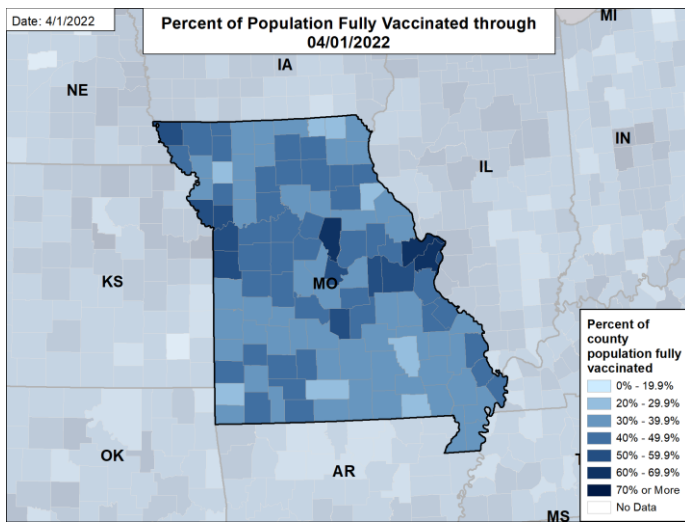 Date: 4/1/2022
Percent of Population Fully Vaccinated through
04/01/2022
MI
IA
NE
IN
IL
KS
MO
OK
AR
MS
Percent of
county
population fully
vaccinated
0% - 19.9%
20% - 29.9%
30% - 39.9%
40% - 49.9%
50% - 59.9%
60% - 69.9%
70% or More
No Data